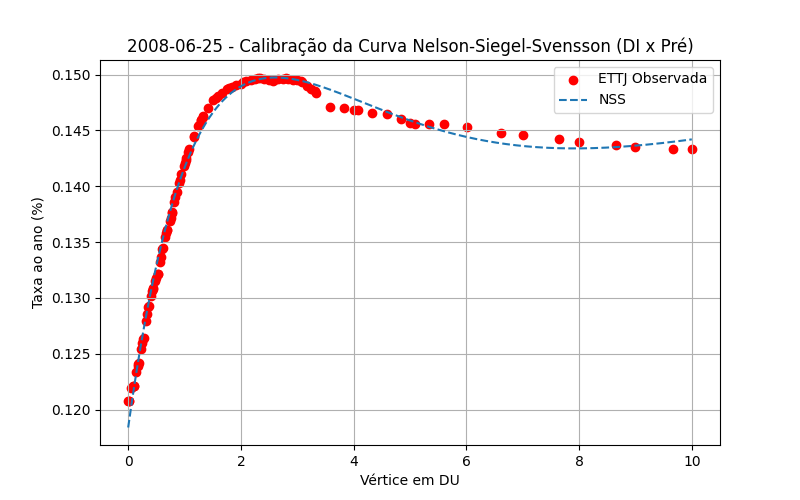 2008-06-25 - Calibração da Curva Nelson-Siegel-Svensson (DI x Pré)
ETTJ Observada
NSS
Taxa ao ano (%)
0.150
0.145
0.140
0.135
0.130
0.125
0.120
0 2 4 6 8 10
Vértice em DU